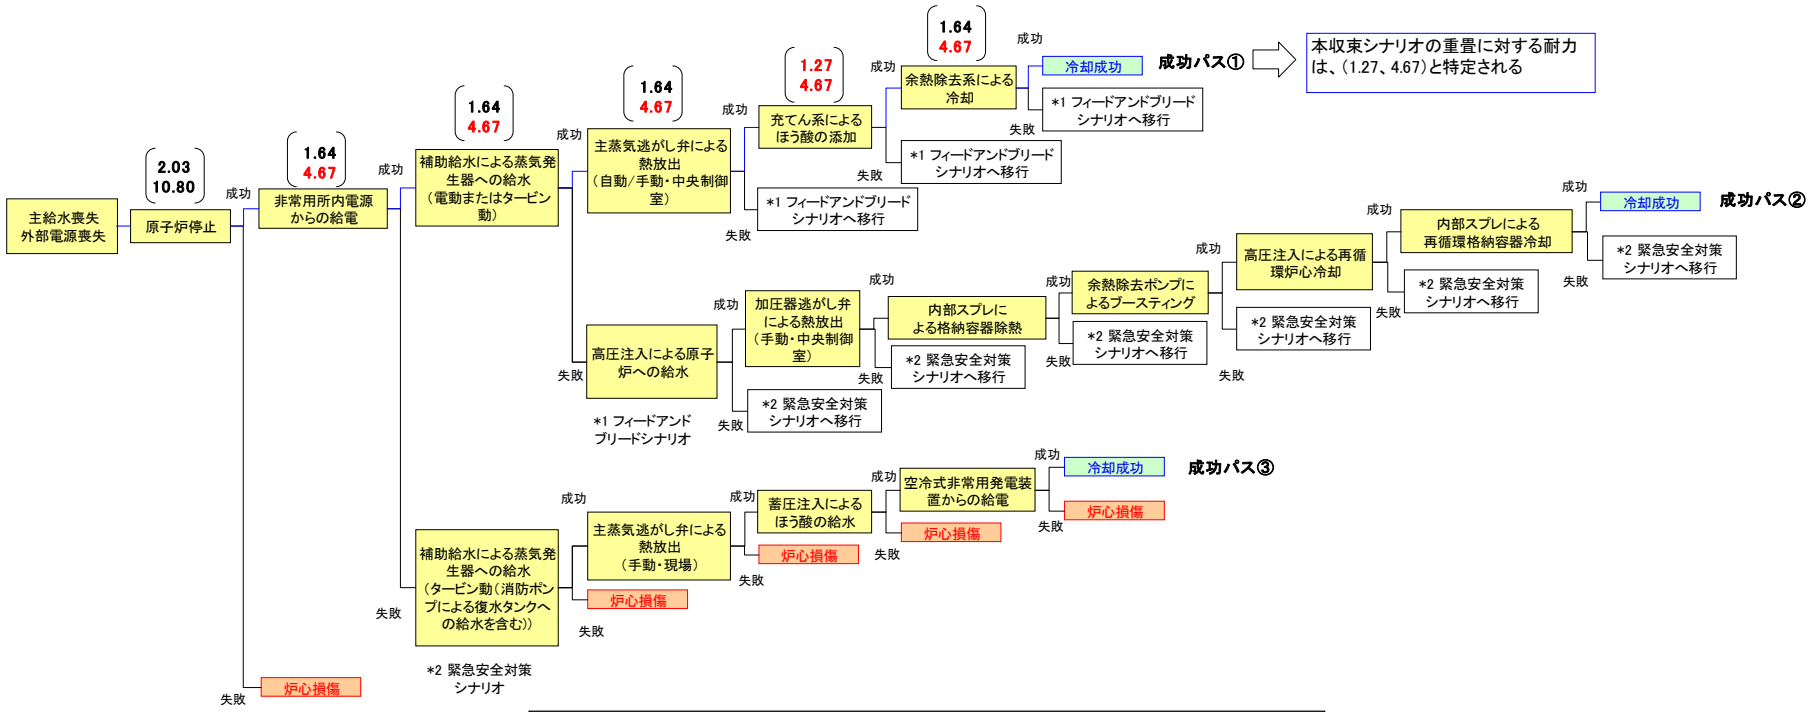 主給水喪失
外部電源喪失
2.03
10.80
原子炉停止
成功
失敗
炉心損傷
1.64
4.67
非常用所内電源
からの給電
成功
失敗
1.64
4.67
補助給水による蒸気発
生器への給水
(電動またはタービン
動)
成功
失敗
1.64
4.67
主蒸気逃がし弁による
熱放出
(自動/手動・中央制御
室)
成功
失敗
*1 フィードアンドブリード
シナリオへ移行
1.27
4.67
充てん系による
ほう酸の添加
成功
失敗
*1 フィードアンドブリード
シナリオへ移行
1.64
4.67
余熱除去系による
冷却
成功
失敗
*1 フィードアンドブリード
シナリオへ移行
冷却成功
成功パス①
本収束シナリオの重畳に対する耐力
は、(1.27、4.67)と特定される
高圧注入による原子
炉への給水
*1 フィードアンド
ブリードシナリオ
成功
失敗
*2 緊急安全対策
シナリオへ移行
加圧器逃がし弁
による熱放出
(手動・中央制御
室)
成功
失敗
*2 緊急安全対策
シナリオへ移行
内部スプレに
よる格納容器除熱
成功
失敗
*2 緊急安全対策
シナリオへ移行
余熱除去ポンプに
よるブースティング
成功
失敗
*2 緊急安全対策
シナリオへ移行
高圧注入による再循
環炉心冷却
成功
失敗
*2 緊急安全対策
シナリオへ移行
内部スプレによる
再循環格納容器冷却
成功
失敗
*2 緊急安全対策
シナリオへ移行
冷却成功
成功パス②
補助給水による蒸気発
生器への給水
(タービン動(消防ポン
プによる復水タンクへ
の給水を含む))
*2 緊急安全対策
シナリオ
成功
失敗
炉心損傷
主蒸気逃がし弁による
熱放出
(手動・現場)
成功
失敗
炉心損傷
蓄圧注入による
ほう酸の給水
成功
失敗
炉心損傷
空冷式非常用発電装
置からの給電
成功
失敗
炉心損傷
冷却成功
成功パス③